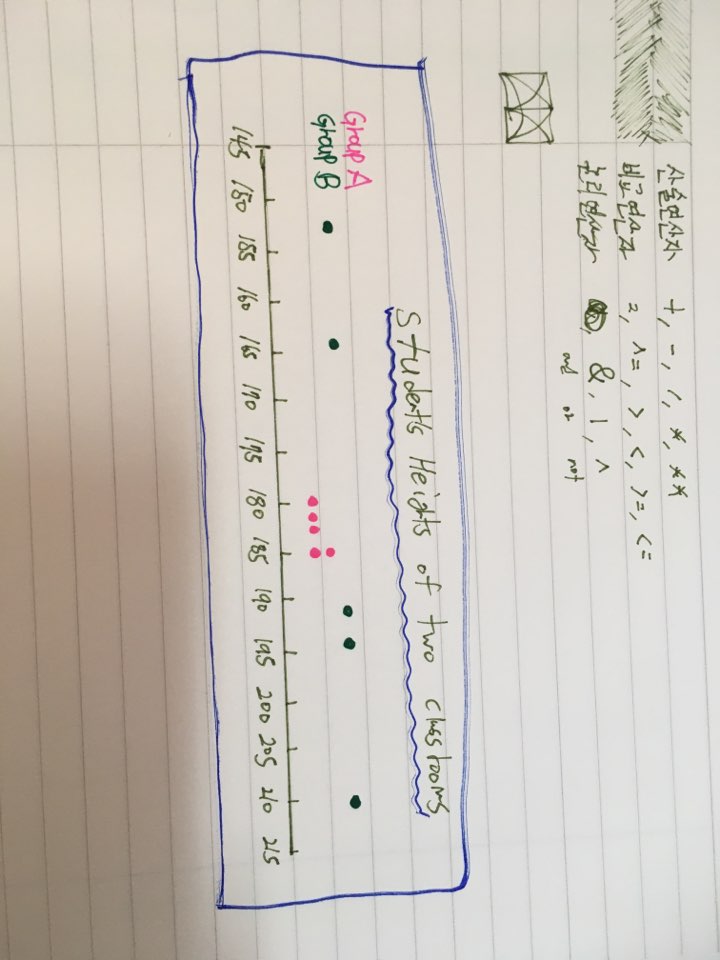 산술연산자 +, -, /, *, **
비교연산자 =, ^=, >, <, >=, <=
논리연산자 &, |, ^
and or not
Student's Heights of two classrooms
Group A
Group B
145 150 155 160 165 170 175 180 185 190 195 200 205 210 215